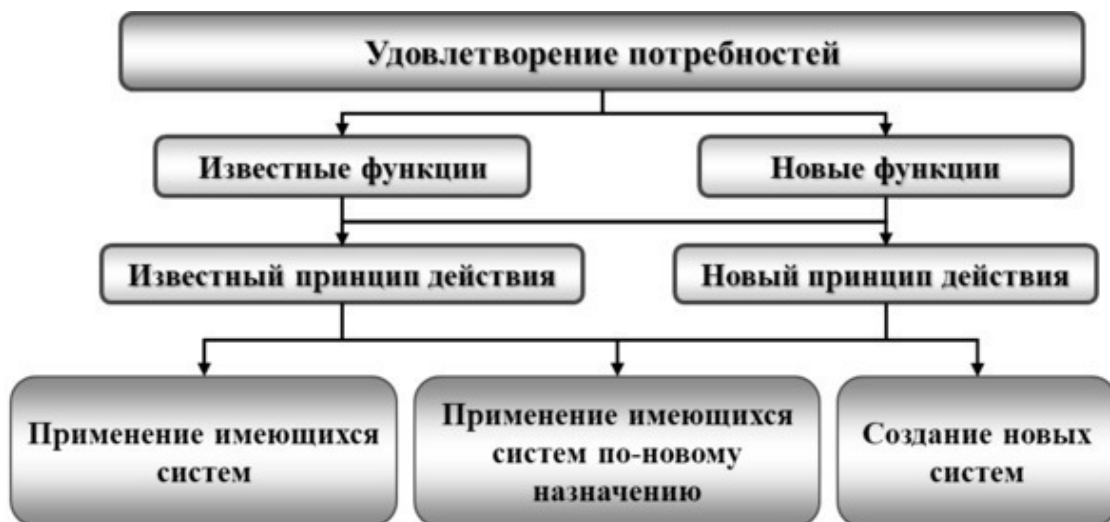 Удовлетворение потребностей
Известные функции
Новые функции
Известный принцип действия
Новый принцип действия
Применение имеющихся
систем
Применение имеющихся
систем по-новому
назначению
Создание новых
систем